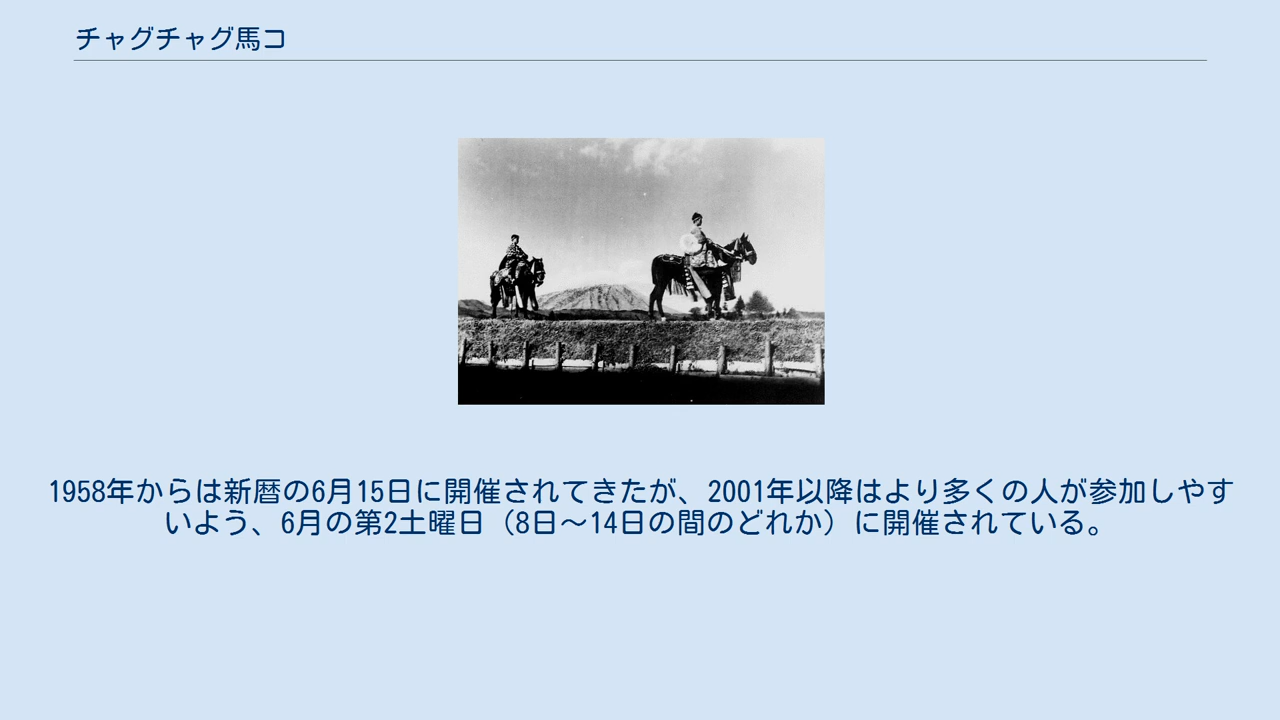 チャグチャグ馬コ
1958年からは新暦の6月15日に開催されてきたが、2001年以降はより多くの人が参加しやす
いよう、6月の第2土曜日（8日～14日の間のどれか）に開催されている。